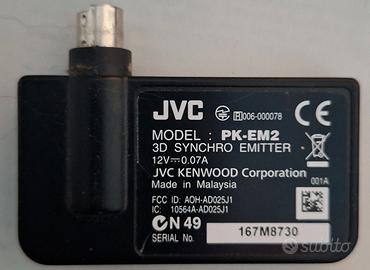 JVC R 006-000078 CE
MODEL : PK-EM2
3D SYNCHRO EMITTER
12V⎓0.07A
JVC KENWOOD Corporation
Made in Malaysia 001A
FCC ID: AOH-AD025J1
IC: 10564A-AD025J1
N 49
SERIAL No. 167M8730
subito